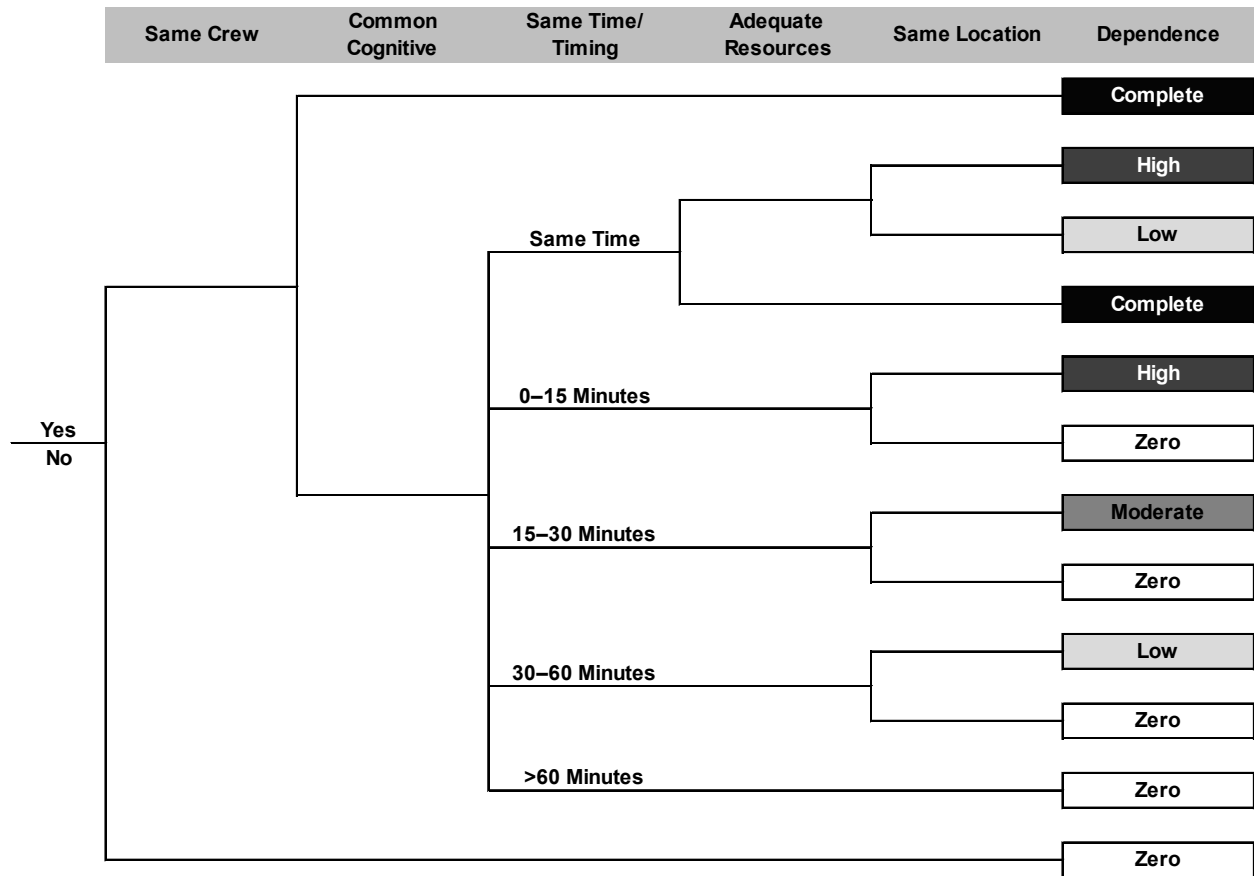 Same Crew
Common
Cognitive
Same Time/
Timing
Adequate
Resources
Same Location
Dependence
Complete
High
Same Time
Low
Complete
High
0–15 Minutes
Yes
No
Zero
Moderate
15–30 Minutes
Zero
Low
30–60 Minutes
Zero
>60 Minutes
Zero
Zero